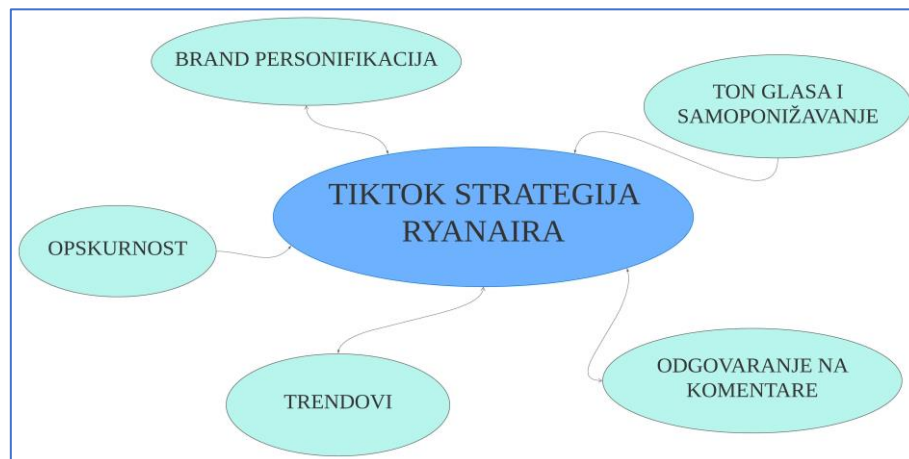 BRAND PERSONIFIKACIJA
TON GLASA I
SAMOPONIŽAVANJE
TIKTOK STRATEGIJA
RYANAIRA
OPSKURNOST
TRENDOVI
ODGOVARANJE NA
KOMENTARE